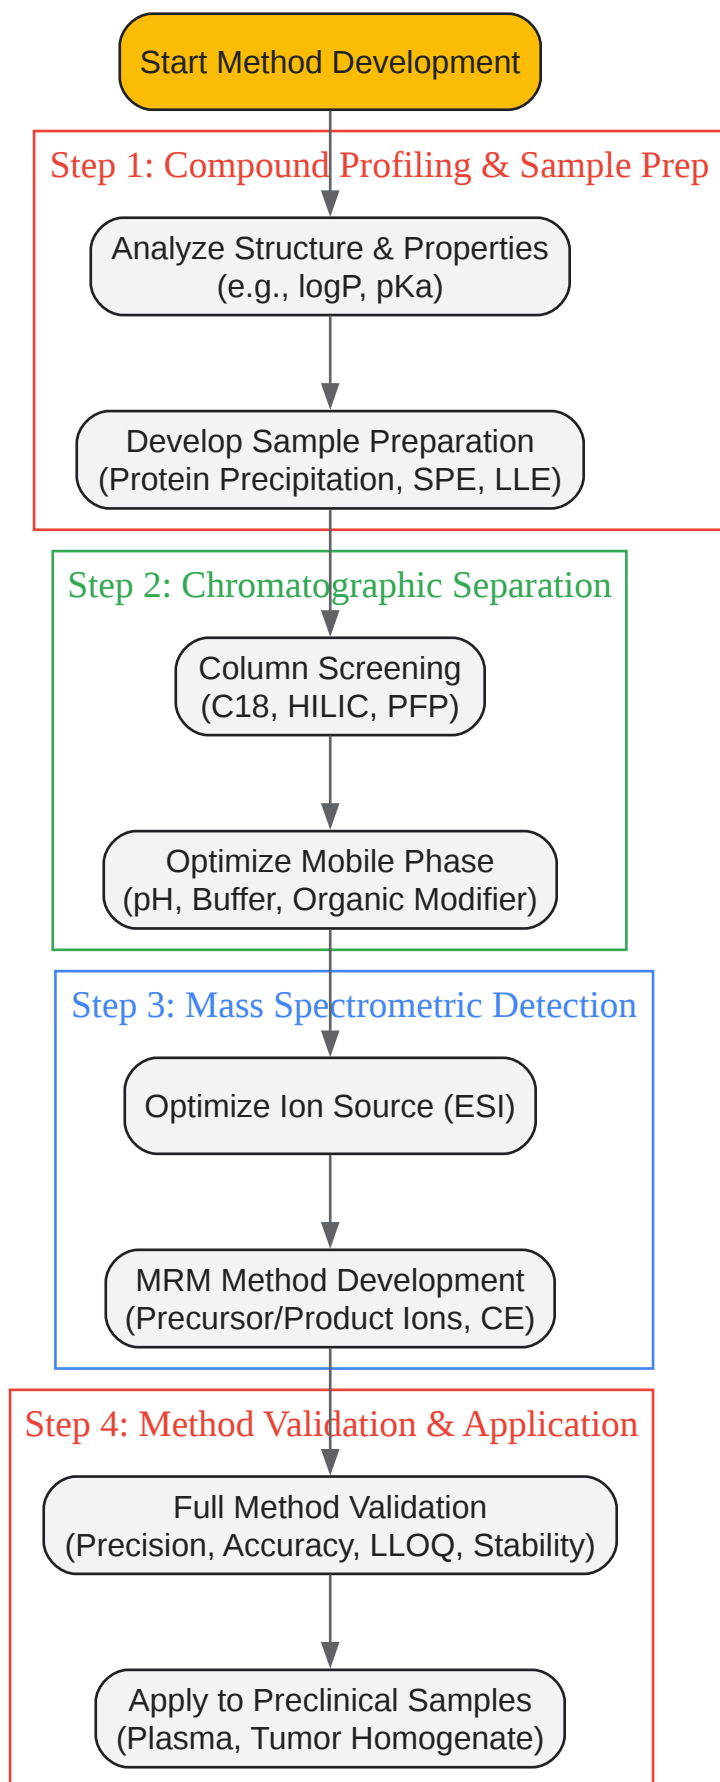 Start Method Development
Step 1: Compound Profiling & Sample Prep
Analyze Structure & Properties
(e.g., logP, pKa)
Develop Sample Preparation
(Protein Precipitation, SPE, LLE)
Step 2: Chromatographic Separation
Column Screening
(C18, HILIC, PFP)
Optimize Mobile Phase
(pH, Buffer, Organic Modifier)
Step 3: Mass Spectrometric Detection
Optimize Ion Source (ESI)
MRM Method Development
(Precursor/Product Ions, CE)
Step 4: Method Validation & Application
Full Method Validation
(Precision, Accuracy, LLOQ, Stability)
Apply to Preclinical Samples
(Plasma, Tumor Homogenate)